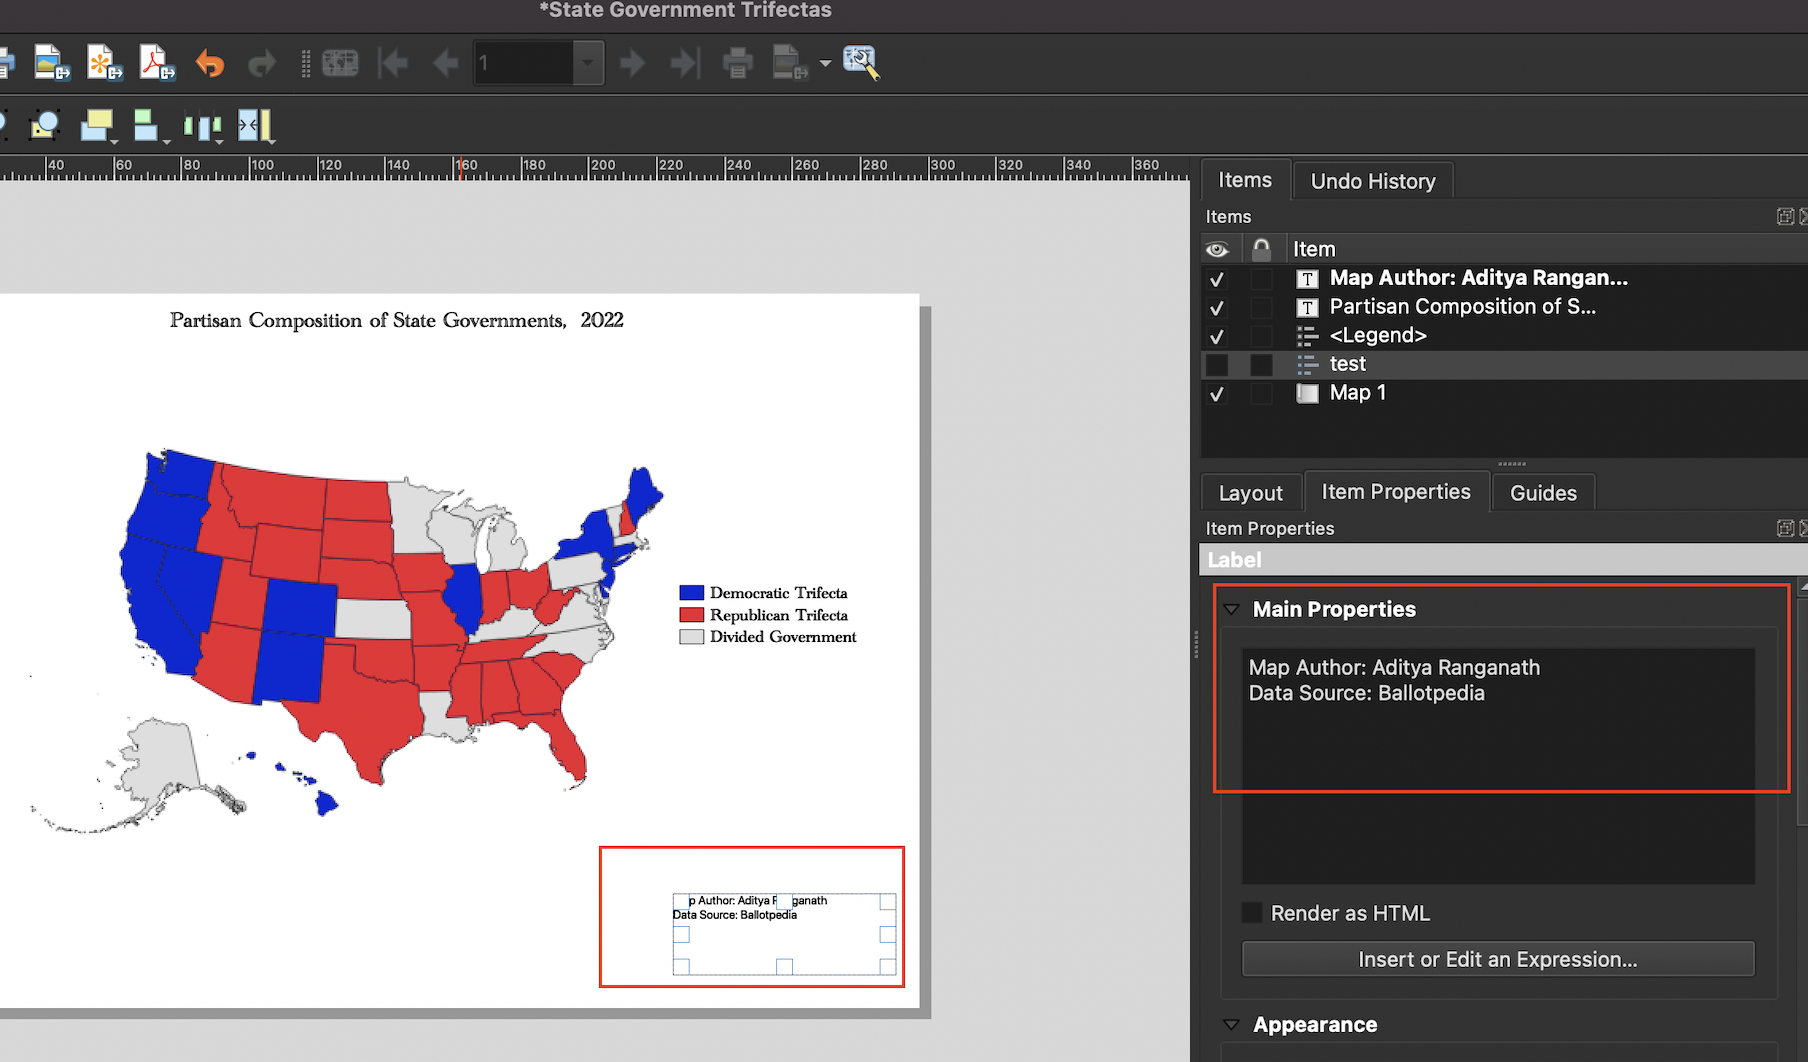 *State Government Trifectas
1
40 60 80 100 120 140 160 180 200 220 240 260 280 300 320 340 360
Items Undo History
Items
Item
Map Author: Aditya Rangan...
Partisan Composition of S...
<Legend>
test
Map 1
Partisan Composition of State Governments, 2022
Democratic Trifecta
Republican Trifecta
Divided Government
p Author: Aditya R ganath
Data Source: Ballotpedia
Layout Item Properties Guides
Item Properties
Label
Main Properties
Map Author: Aditya Ranganath
Data Source: Ballotpedia
Render as HTML
Insert or Edit an Expression...
Appearance